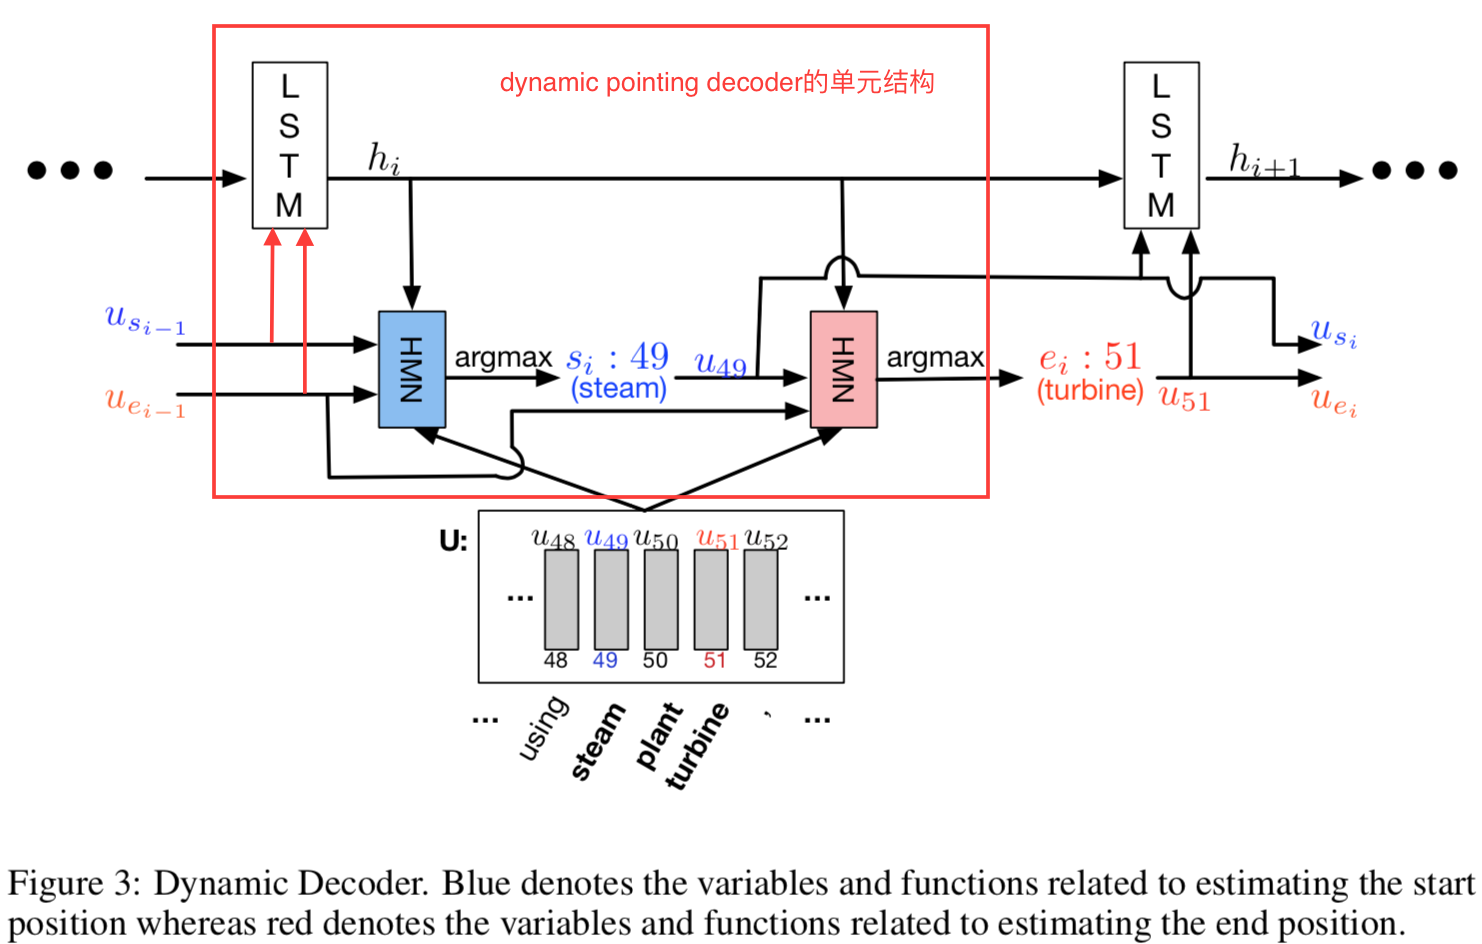 dynamic pointing decoder的单元结构
LSTM
LSTM
h_i
h_{i+1}
u_{s_{i-1}}
u_{e_{i-1}}
HMN
argmax
s_i : 49
(steam)
u_{49}
HMN
argmax
e_i : 51
(turbine)
u_{51}
u_{s_i}
u_{e_i}
U:
u_{48} u_{49} u_{50} u_{51} u_{52}
... ...
48 49 50 51 52
... using steam plant turbine , ...
Figure 3: Dynamic Decoder. Blue denotes the variables and functions related to estimating the start
position whereas red denotes the variables and functions related to estimating the end position.